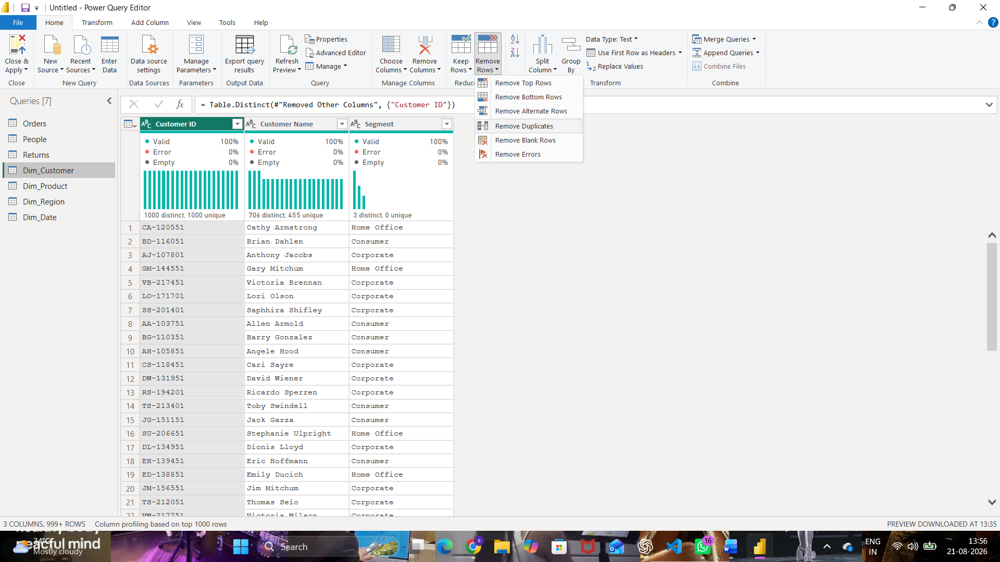 Untitled - Power Query Editor
File Home Transform Add Column View Tools Help
Close & Apply
Close
New Source
Recent Sources
Enter Data
New Query
Data source settings
Data Sources
Manage Parameters
Parameters
Export query results
Output Data
Refresh Preview
Properties
Advanced Editor
Manage
Query
Choose Columns
Remove Columns
Manage Columns
Keep Rows
Remove Rows
Reduc
Split Column
Group By
Data Type: Text
Use First Row as Headers
Replace Values
Transform
Merge Queries
Append Queries
Combine Files
Combine
Remove Top Rows
Remove Bottom Rows
Remove Alternate Rows
Remove Duplicates
Remove Blank Rows
Remove Errors
Queries [7]
Orders
People
Returns
Dim_Customer
Dim_Product
Dim_Region
Dim_Date
fx = Table.Distinct(#"Removed Other Columns", {"Customer ID"})
ABC Customer ID ABC Customer Name ABC Segment
Valid 100% Valid 100% Valid 100%
Error 0% Error 0% Error 0%
Empty 0% Empty 0% Empty 0%
1000 distinct, 1000 unique 706 distinct, 455 unique 3 distinct, 0 unique
1 CA-120551 Cathy Armstrong Home Office
2 BD-116051 Brian Dahlen Consumer
3 AJ-107801 Anthony Jacobs Corporate
4 GM-144551 Gary Mitchum Home Office
5 VB-217451 Victoria Brennan Corporate
6 LO-171701 Lori Olson Corporate
7 SS-201401 Saphhira Shifley Corporate
8 AA-103751 Allen Armold Consumer
9 BG-110351 Barry Gonzalez Consumer
10 AH-105851 Angele Hood Consumer
11 CS-118451 Cari Sayre Corporate
12 DW-131951 David Wiener Corporate
13 RS-194201 Ricardo Sperren Corporate
14 TS-213401 Toby Swindell Consumer
15 JG-151151 Jack Garza Consumer
16 SU-206651 Stephanie Ulpright Home Office
17 DL-134951 Dionis Lloyd Corporate
18 EH-139451 Eric Hoffmann Consumer
19 ED-138851 Emily Ducich Home Office
20 JM-156551 Jim Mitchum Corporate
21 TS-212051 Thomas Seio Corporate
22 VW-217751 Victoria Wilson Corporate
3 COLUMNS, 999+ ROWS Column profiling based on top 1000 rows
PREVIEW DOWNLOADED AT 13:35
34°C
peaceful mind
Mostly cloudy
Search
16
ENG
IN
13:56
21-08-2026